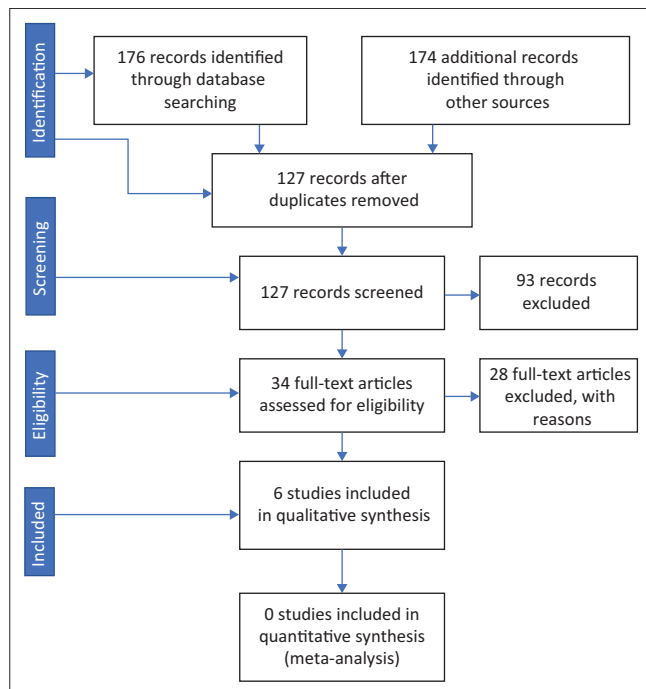 Identification
176 records identified
through database
searching
174 additional records
identified through
other sources
127 records after
duplicates removed
Screening
127 records screened
93 records
excluded
Eligibility
34 full-text articles
assessed for eligibility
28 full-text articles
excluded, with
reasons
Included
6 studies included
in qualitative synthesis
0 studies included in
quantitative synthesis
(meta-analysis)